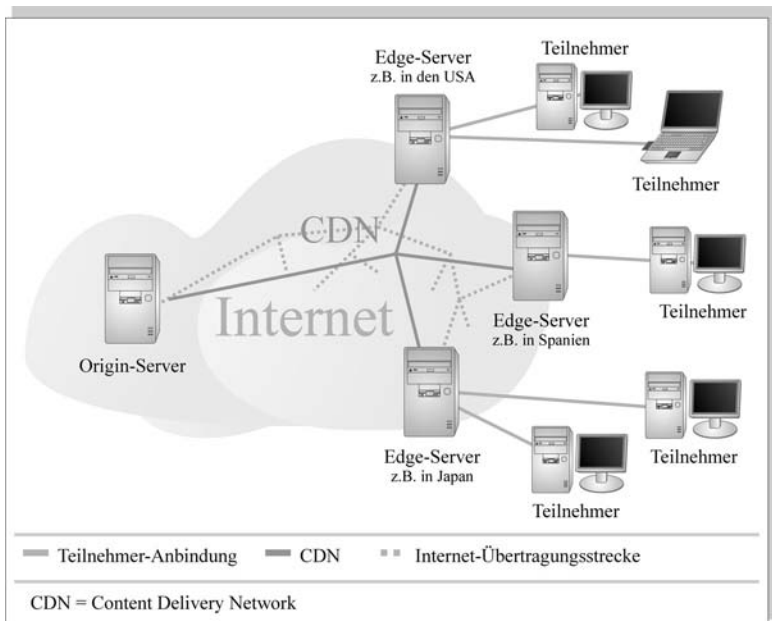 Teilnehmer
Edge-Server
z.B. in den USA
Teilnehmer
CDN
Internet
Origin-Server
Edge-Server
z.B. in Spanien
Teilnehmer
Edge-Server
z.B. in Japan
Teilnehmer
Teilnehmer
Teilnehmer-Anbindung
CDN
Internet-Übertragungsstrecke
CDN = Content Delivery Network